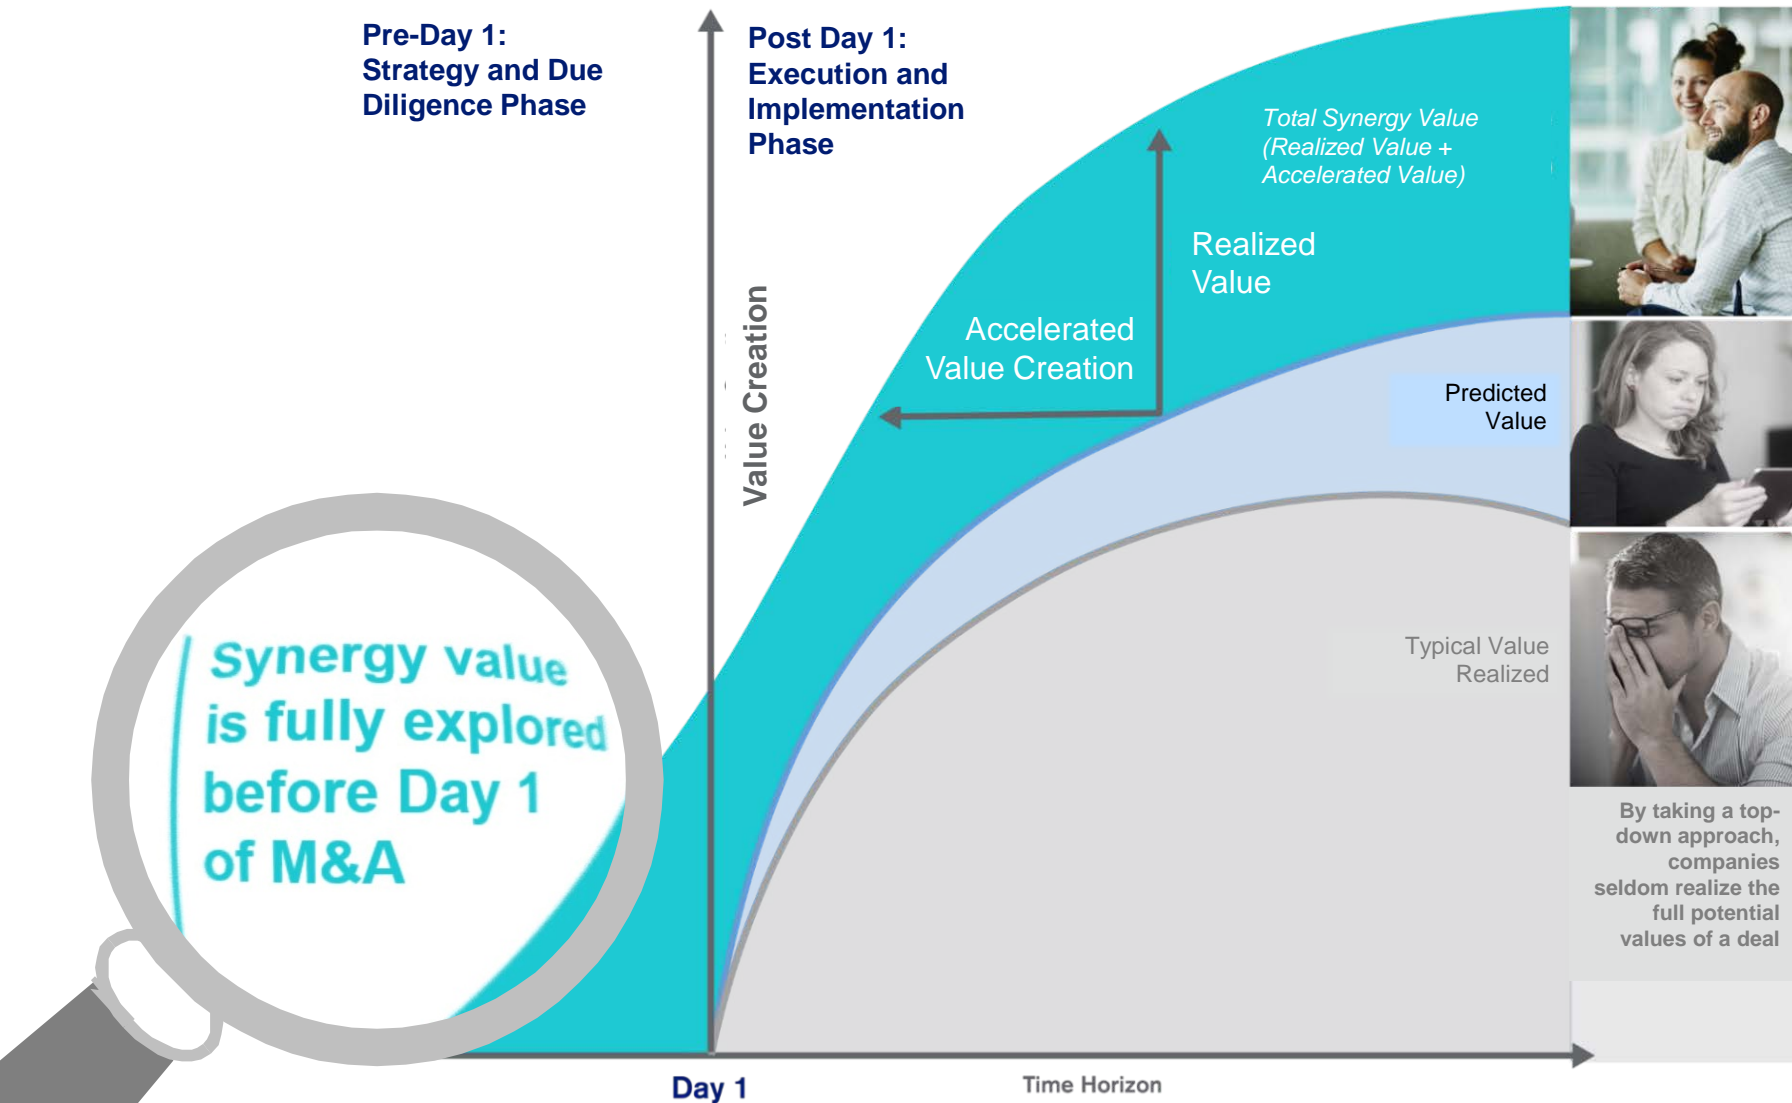 Pre-Day 1:
Strategy and Due
Diligence Phase
Post Day 1:
Execution and
Implementation
Phase
Total Synergy Value
(Realized Value +
Accelerated Value)
Realized
Value
Accelerated
Value Creation
Value Creation
Predicted
Value
Synergy value
is fully explored
before Day 1
of M&A
Typical Value
Realized
By taking a top-
down approach,
companies
seldom realize the
full potential
values of a deal
Day 1
Time Horizon